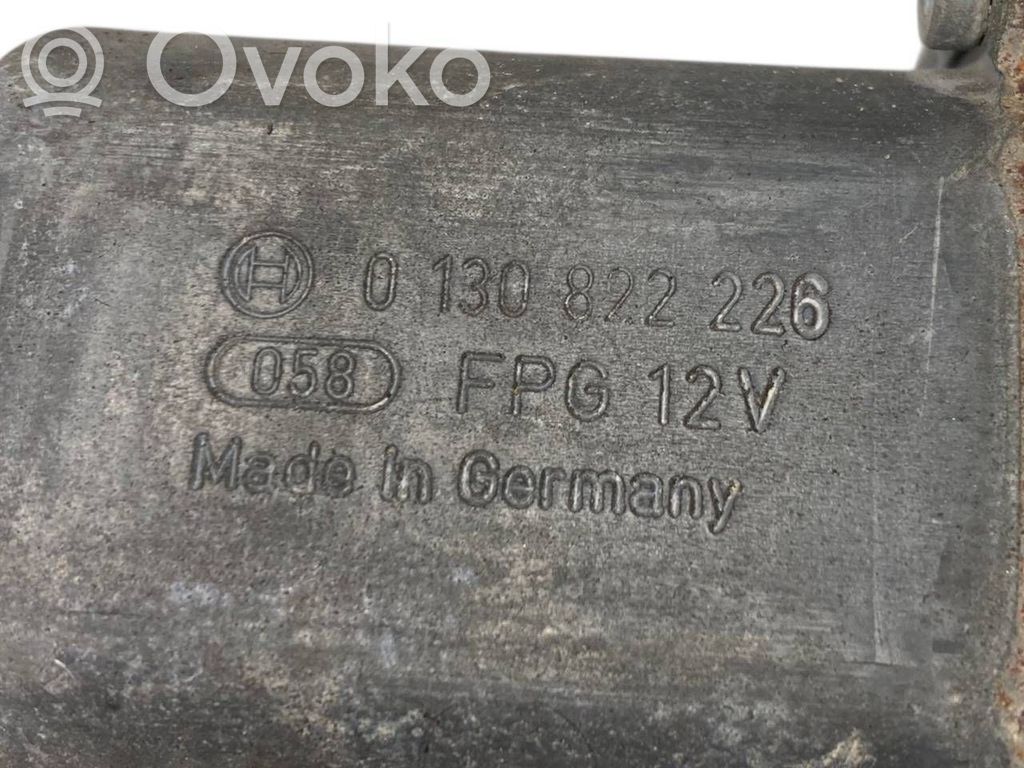 Ovoko
0 130 822 226
058 FPG 12V
Made In Germany